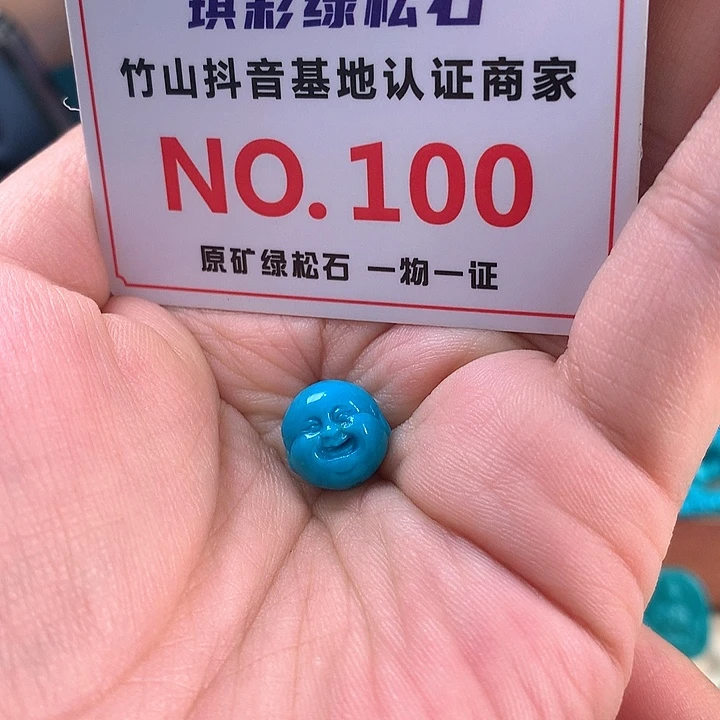 琪彩绿松石
竹山抖音基地认证商家
NO.100
原矿绿松石 一物一证